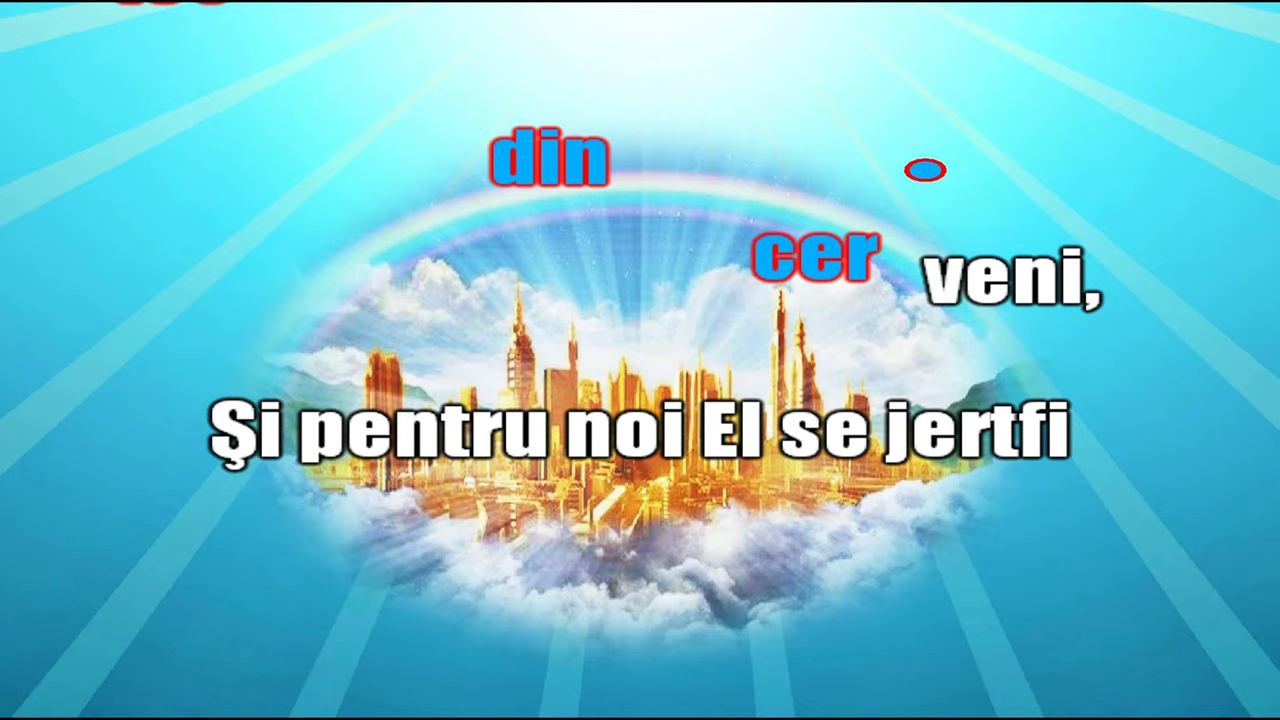 din cer veni,
Şi pentru noi El se jertfi